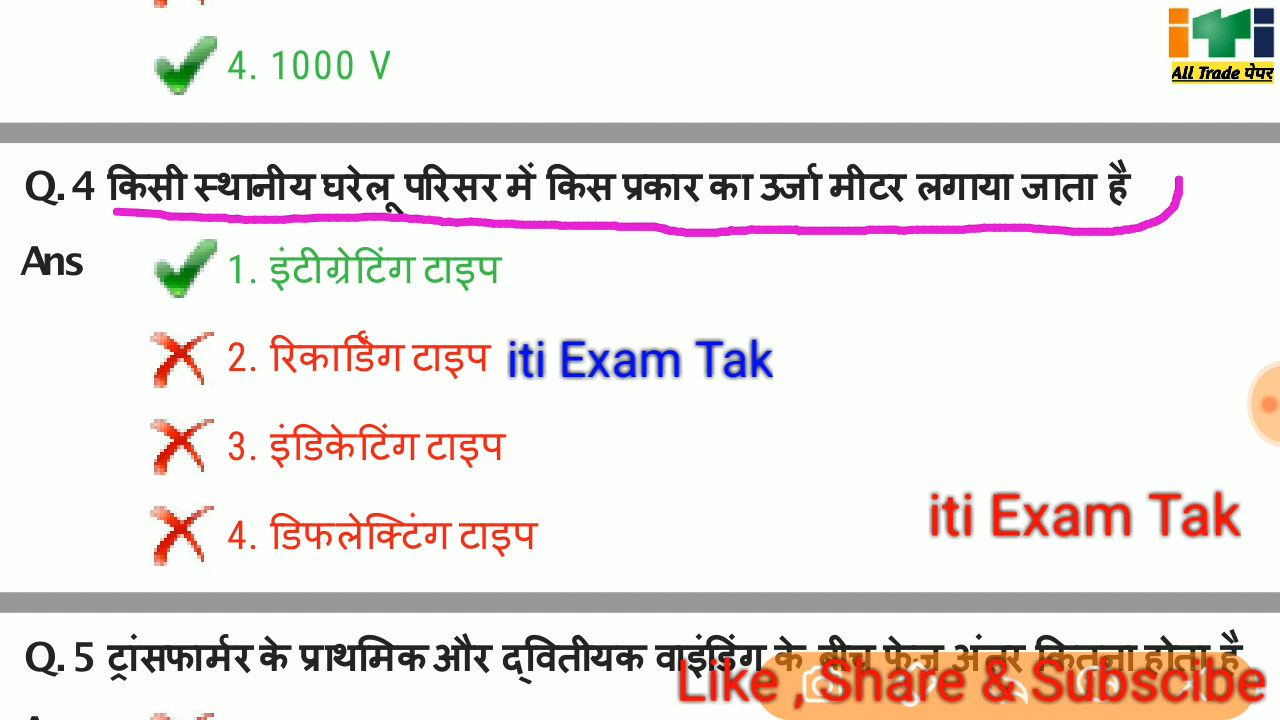 4. 1000 V
iTi
All Trade पेपर
Q.4 किसी स्थानीय घरेलू परिसर में किस प्रकार का उर्जा मीटर लगाया जाता है
Ans
1. इंटीग्रेटिंग टाइप
2. रिकार्डिंग टाइप iti Exam Tak
3. इंडिकेटिंग टाइप
iti Exam Tak
4. डिफलेक्टिंग टाइप
Q.5 ट्रांसफार्मर के प्राथमिक और द्वितीयक वाइंडिंग के बीच फेज अंतर कितना होता है
Like , Share & Subscibe